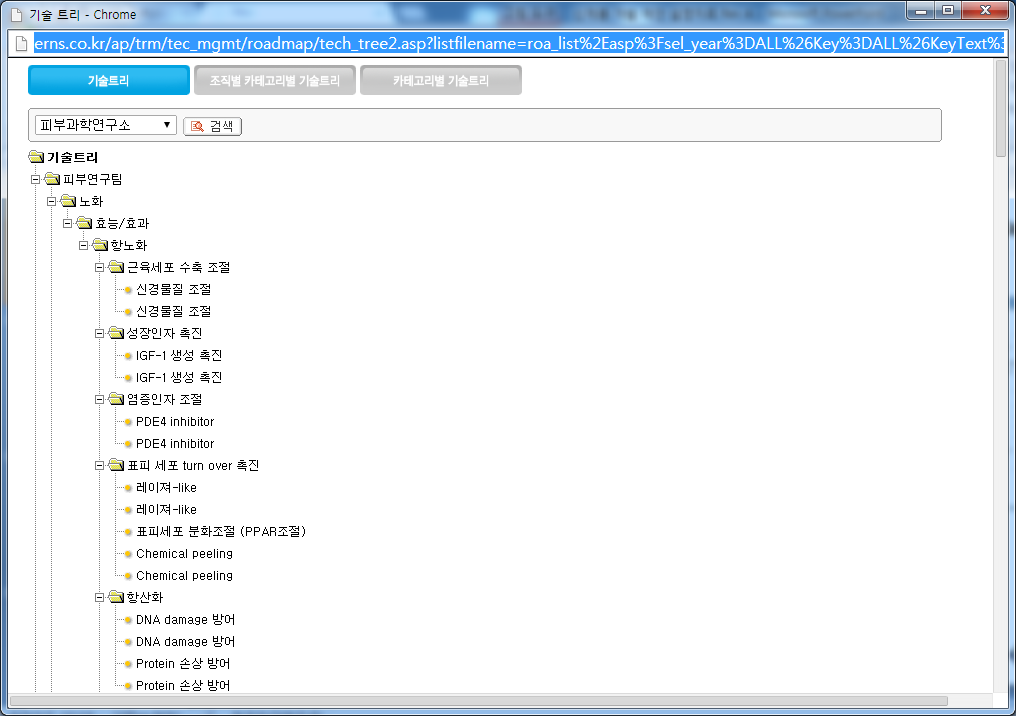 기술 트리 - Chrome
erns.co.kr/ap/trm/tec_mgmt/roadmap/tech_tree2.asp?listfilename=roa_list%2Easp%3Fsel_year%3DALL%26Key%3DALL%26KeyText%3
기술트리 조직별 카테고리별 기술트리 카테고리별 기술트리
피부과학연구소 검색
기술트리
피부연구팀
노화
효능/효과
항노화
근육세포 수축 조절
신경물질 조절
신경물질 조절
성장인자 촉진
IGF-1 생성 촉진
IGF-1 생성 촉진
염증인자 조절
PDE4 inhibitor
PDE4 inhibitor
표피 세포 turn over 촉진
레이져-like
레이져-like
표피세포 분화조절 (PPAR조절)
Chemical peeling
Chemical peeling
항산화
DNA damage 방어
DNA damage 방어
Protein 손상 방어
Protein 손상 방어